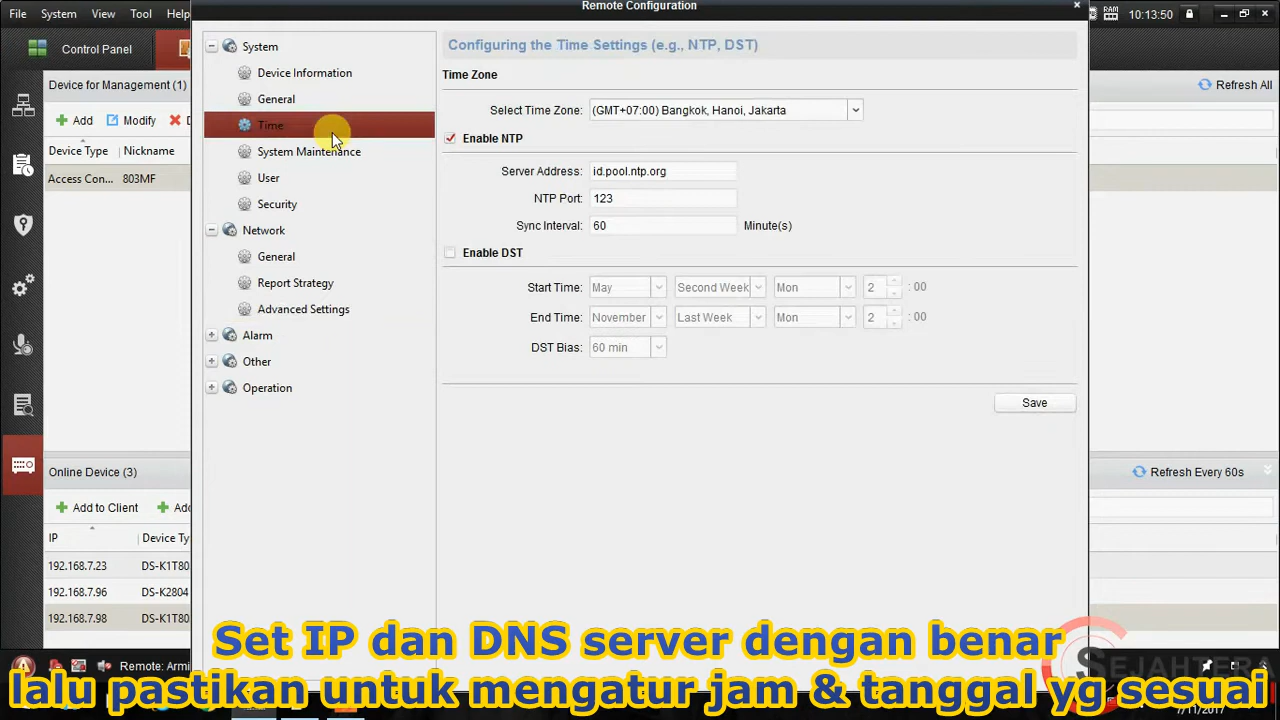 Remote Configuration
File System View Tool Help
RAM 10:13:50
Control Panel
Device for Management (1)
Refresh All
Add Modify
Device Type Nickname
Access Con... 803MF
System
Device Information
General
Time
System Maintenance
User
Security
Network
General
Report Strategy
Advanced Settings
Alarm
Other
Operation
Configuring the Time Settings (e.g., NTP, DST)
Time Zone
Select Time Zone: (GMT+07:00) Bangkok, Hanoi, Jakarta
Enable NTP
Server Address: id.pool.ntp.org
NTP Port: 123
Sync Interval: 60 Minute(s)
Enable DST
Start Time: May Second Week Mon 2 :00
End Time: November Last Week Mon 2 :00
DST Bias: 60 min
Save
Online Device (3)
Refresh Every 60s
Add to Client
IP Device Ty
192.168.7.23 DS-K1T80
192.168.7.96 DS-K2804
192.168.7.98 DS-K1T80
Set IP dan DNS server dengan benar
SEJAHTERA
Remote: Armi
lalu pastikan untuk mengatur jam & tanggal yg sesuai